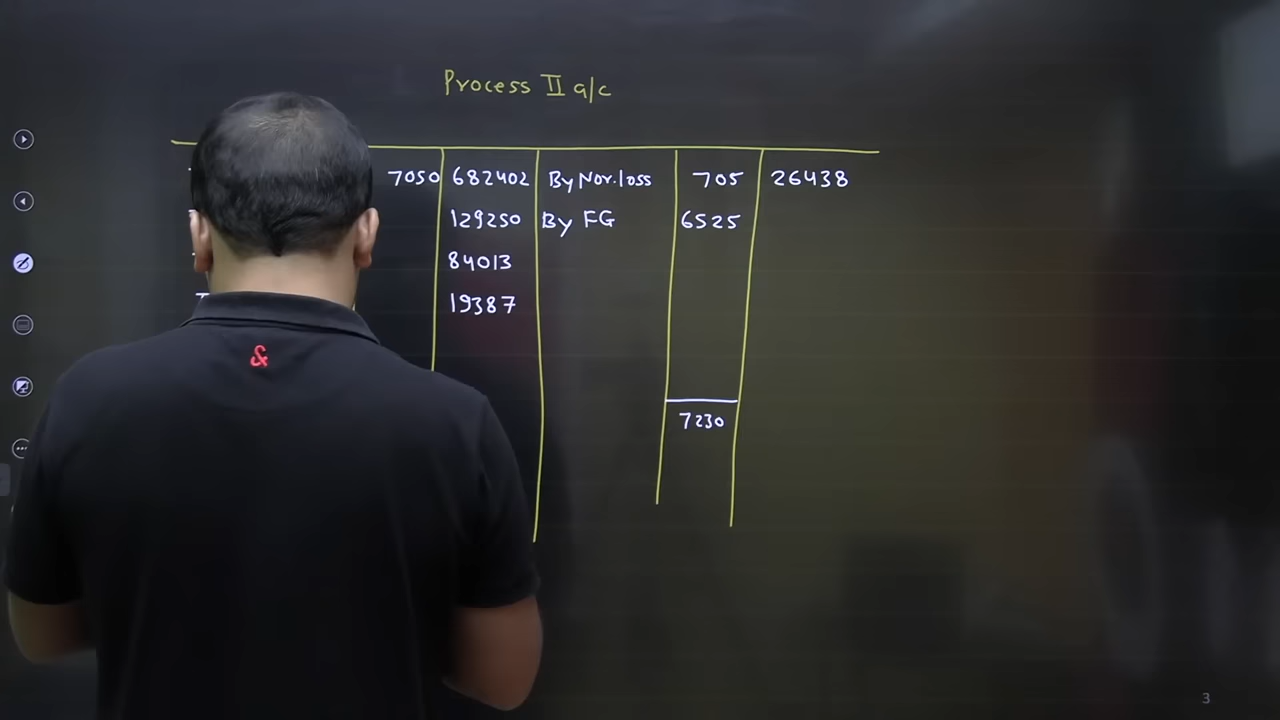 Process II a/c
7050 682402 By Nor. loss 705 26438
129250 By FG 6525
84013
19387
7230
&
3